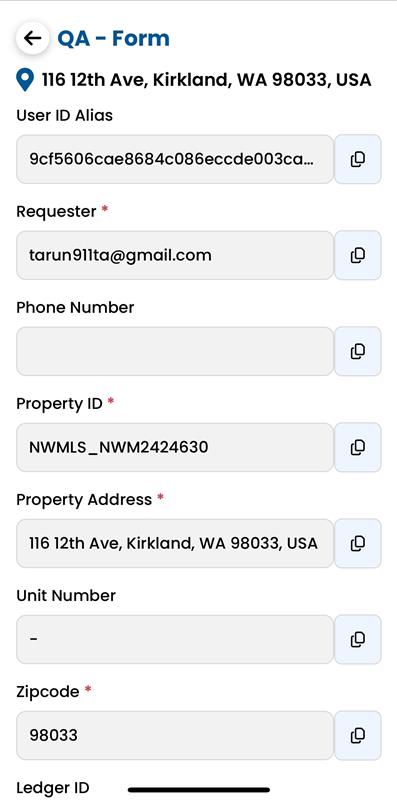 QA - Form
116 12th Ave, Kirkland, WA 98033, USA
User ID Alias
9cf5606cae8684c086eccde003ca...
Requester *
tarun911ta@gmail.com
Phone Number
Property ID *
NWMLS_NWM2424630
Property Address *
116 12th Ave, Kirkland, WA 98033, USA
Unit Number
-
Zipcode *
98033
Ledger ID